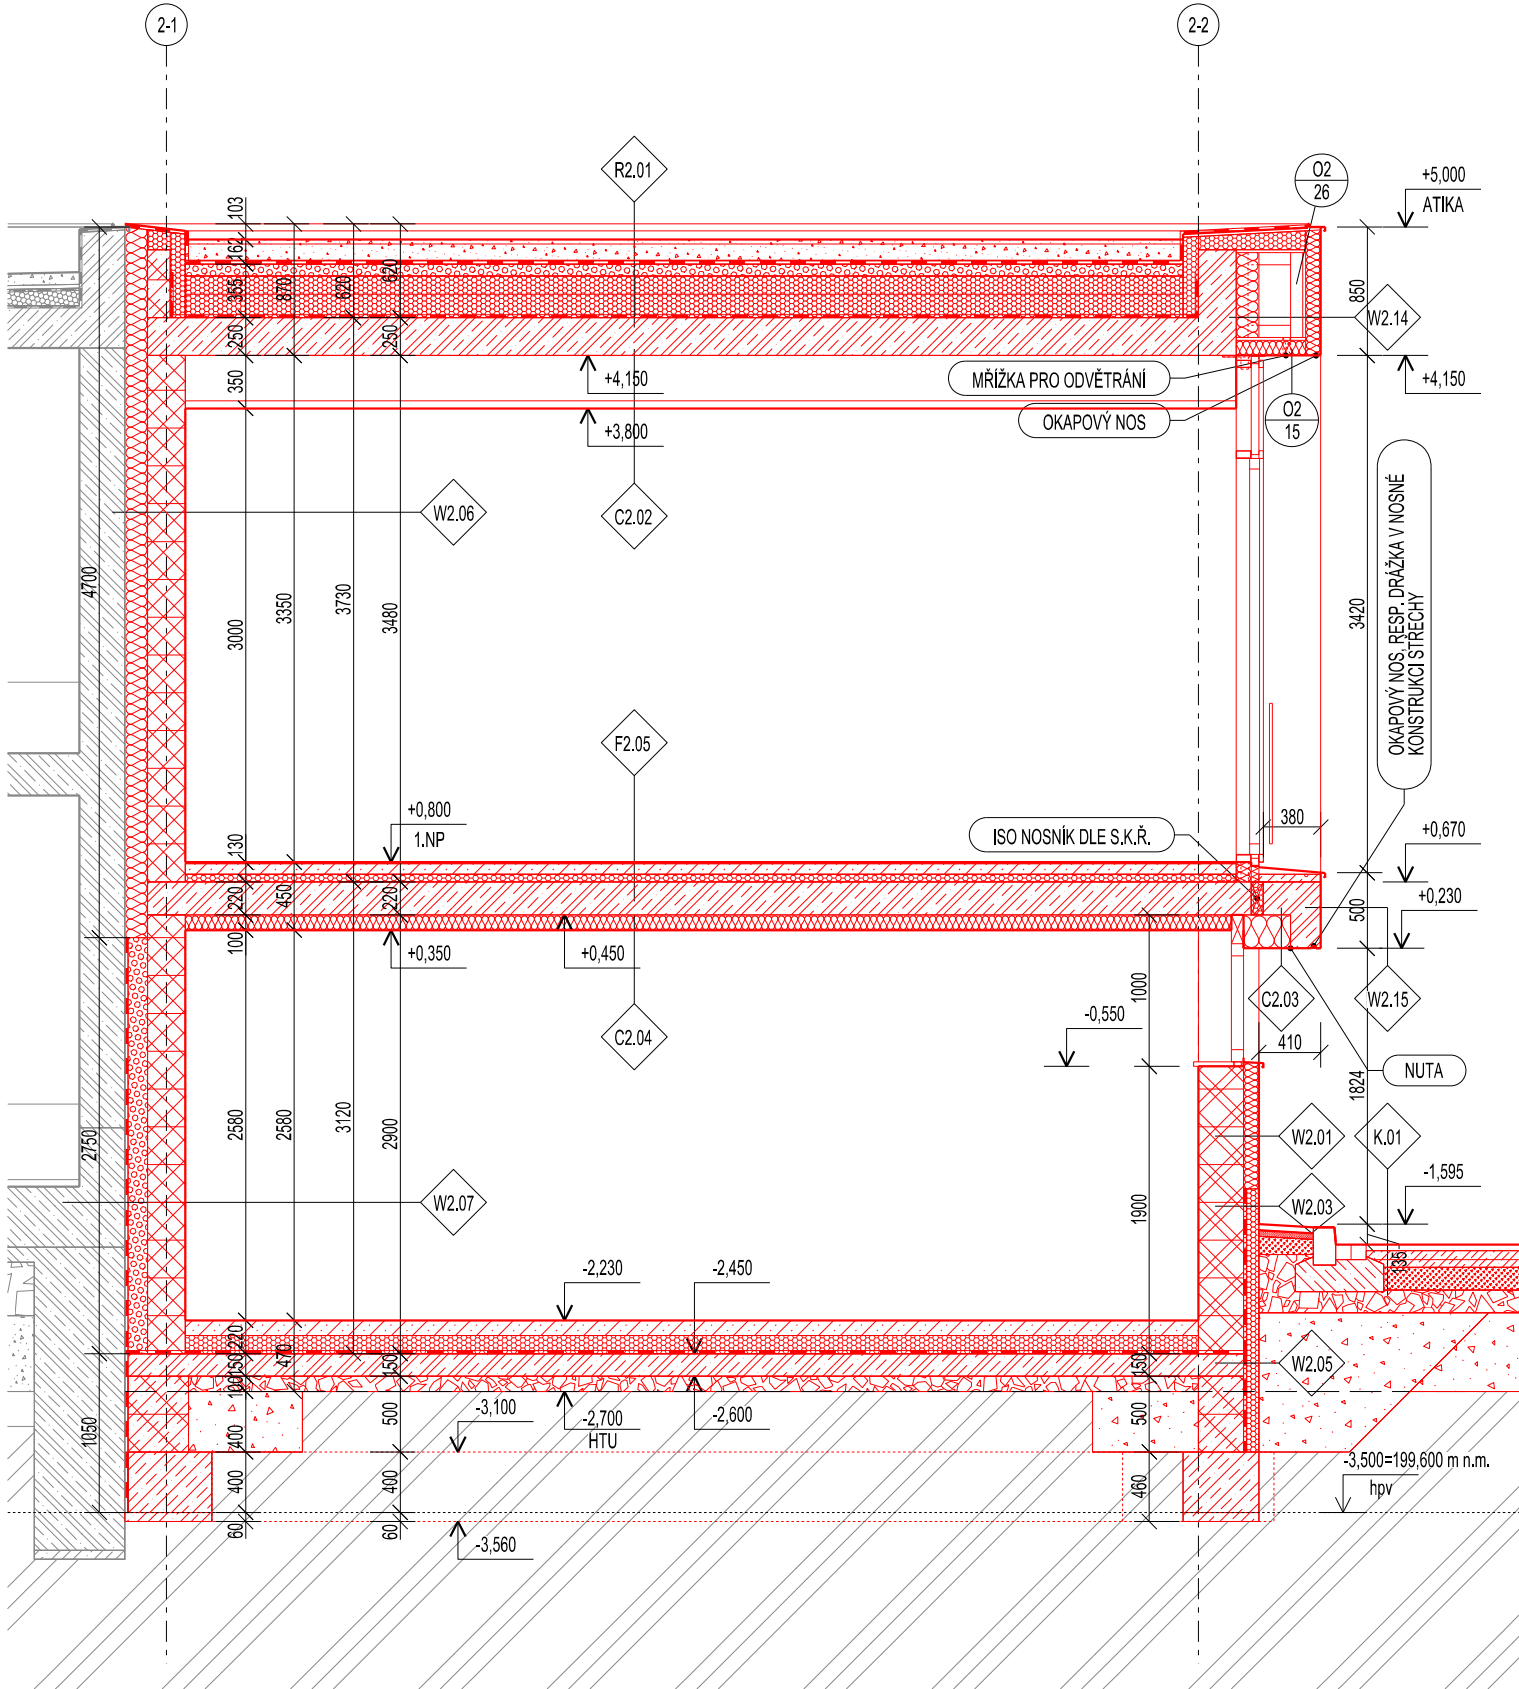 2-1
2-2
R2.01
O2
26
+5,000
ATIKA
103
162
355
870
620
620
250
250
850
W2.14
350
+4,150
+3,800
MŘÍŽKA PRO ODVĚTRÁNÍ
OKAPOVÝ NOS
O2
15
+4,150
W2.06
C2.02
OKAPOVÝ NOS, RESP. DRÁŽKA V NOSNÉ
KONSTRUKCI STŘECHY
4700
3000
3350
3730
3480
3420
F2.05
+0,800
1.NP
ISO NOSNÍK DLE S.K.Ř.
380
+0,670
130
220
450
220
100
+0,350
+0,450
500
+0,230
C2.04
1000
-0,550
C2.03
W2.15
410
NUTA
1824
2750
2580
2580
3120
2900
W2.01
K.01
W2.07
1900
W2.03
-1,595
135
-2,230
-2,450
220
150
470
150
100
150
W2.05
1050
400
500
-3,100
-2,700
HTU
-2,600
500
-3,500=199,600 m n.m.
hpv
400
400
460
60
60
-3,560